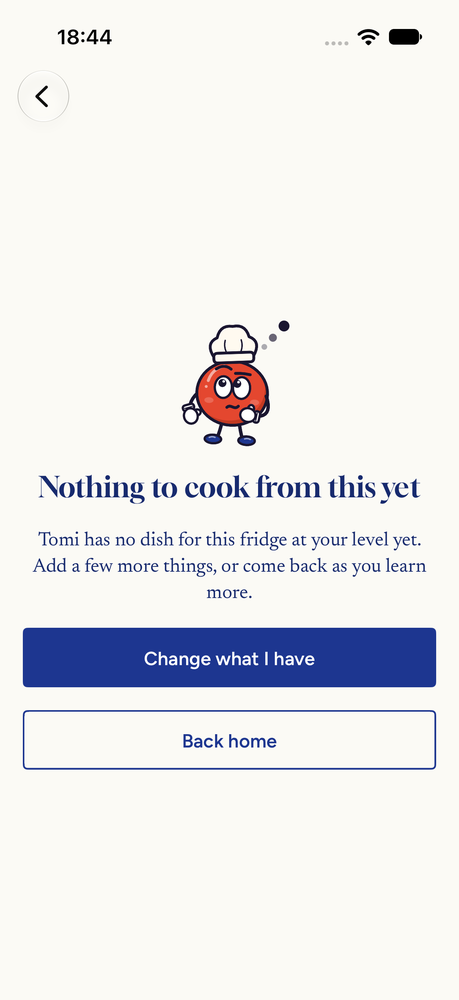 18:44
Nothing to cook from this yet
Tomi has no dish for this fridge at your level yet.
Add a few more things, or come back as you learn
more.
Change what I have
Back home